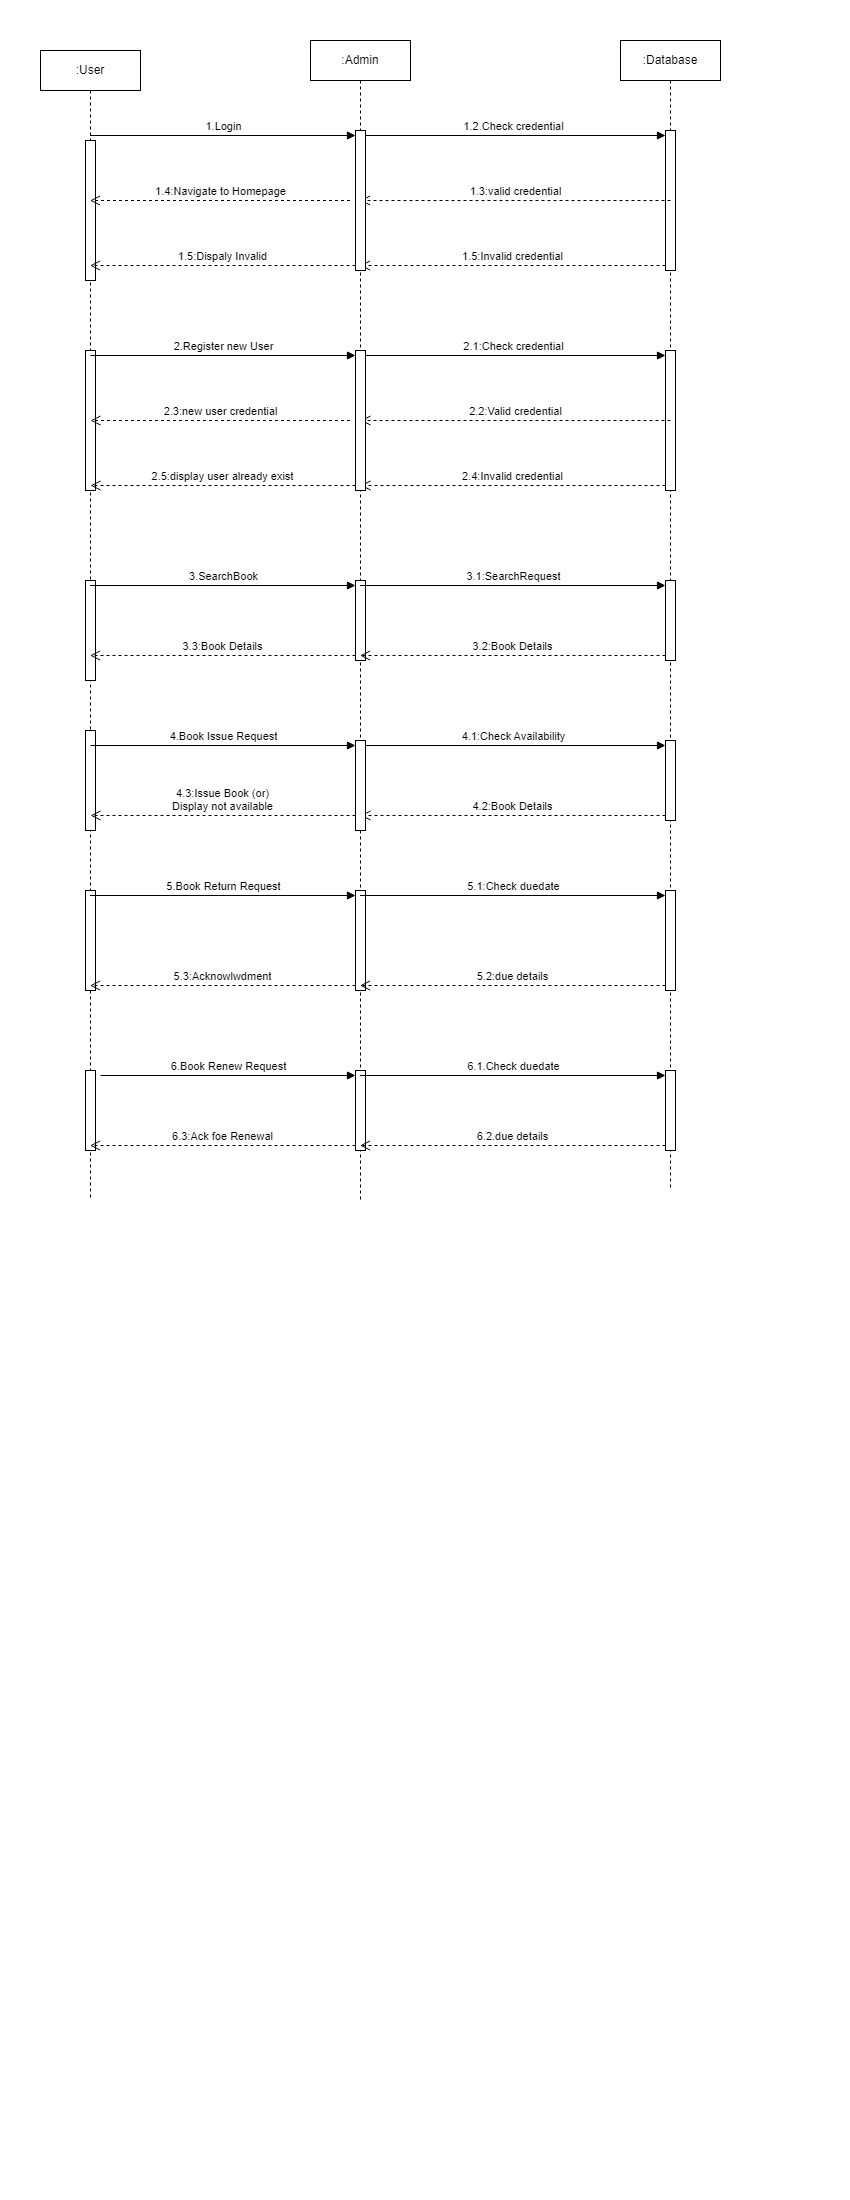 :User
:Admin
:Database
1.Login
1.2.Check credential
1.4:Navigate to Homepage
1.3:valid credential
1.5:Dispaly Invalid
1.5:Invalid credential
2.Register new User
2.1:Check credential
2.3:new user credential
2.2:Valid credential
2.5:display user already exist
2.4:Invalid credential
3.SearchBook
3.1:SearchRequest
3.3:Book Details
3.2:Book Details
4.Book Issue Request
4.1:Check Availability
4.3:Issue Book (or)
Display not available
4.2:Book Details
5.Book Return Request
5.1:Check duedate
5.3:Acknowlwdment
5.2:due details
6.Book Renew Request
6.1.Check duedate
6.3:Ack foe Renewal
6.2.due details